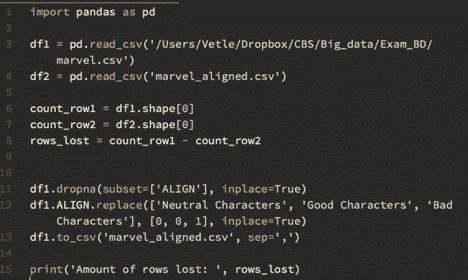 1 import pandas as pd
2
3 df1 = pd.read_csv('/Users/Vetle/Dropbox/CBS/Big_data/Exam_BD/
marvel.csv')
4 df2 = pd.read_csv('marvel_aligned.csv')
5
6 count_row1 = df1.shape[0]
7 count_row2 = df2.shape[0]
8 rows_lost = count_row1 - count_row2
9
10
11 df1.dropna(subset=['ALIGN'], inplace=True)
12 df1.ALIGN.replace(['Neutral Characters', 'Good Characters', 'Bad
Characters'], [0, 0, 1], inplace=True)
13 df1.to_csv('marvel_aligned.csv', sep=',')
14
15 print('Amount of rows lost: ', rows_lost)